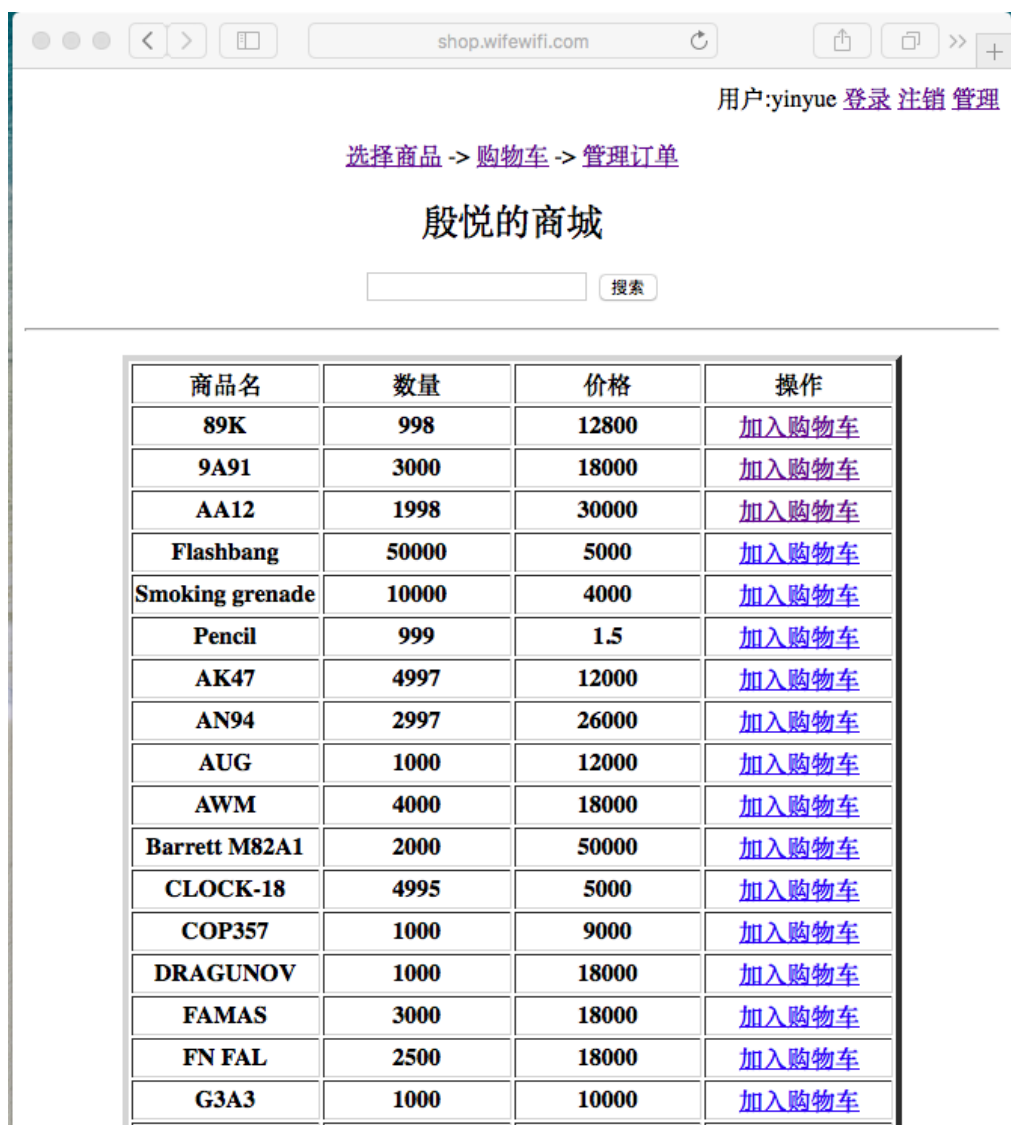 shop.wifewifi.com
用户:yinyue 登录 注销 管理
选择商品 -> 购物车 -> 管理订单
殷悦的商城
搜索
商品名 数量 价格 操作
89K 998 12800 加入购物车
9A91 3000 18000 加入购物车
AA12 1998 30000 加入购物车
Flashbang 50000 5000 加入购物车
Smoking grenade 10000 4000 加入购物车
Pencil 999 1.5 加入购物车
AK47 4997 12000 加入购物车
AN94 2997 26000 加入购物车
AUG 1000 12000 加入购物车
AWM 4000 18000 加入购物车
Barrett M82A1 2000 50000 加入购物车
CLOCK-18 4995 5000 加入购物车
COP357 1000 9000 加入购物车
DRAGUNOV 1000 18000 加入购物车
FAMAS 3000 18000 加入购物车
FN FAL 2500 18000 加入购物车
G3A3 1000 10000 加入购物车